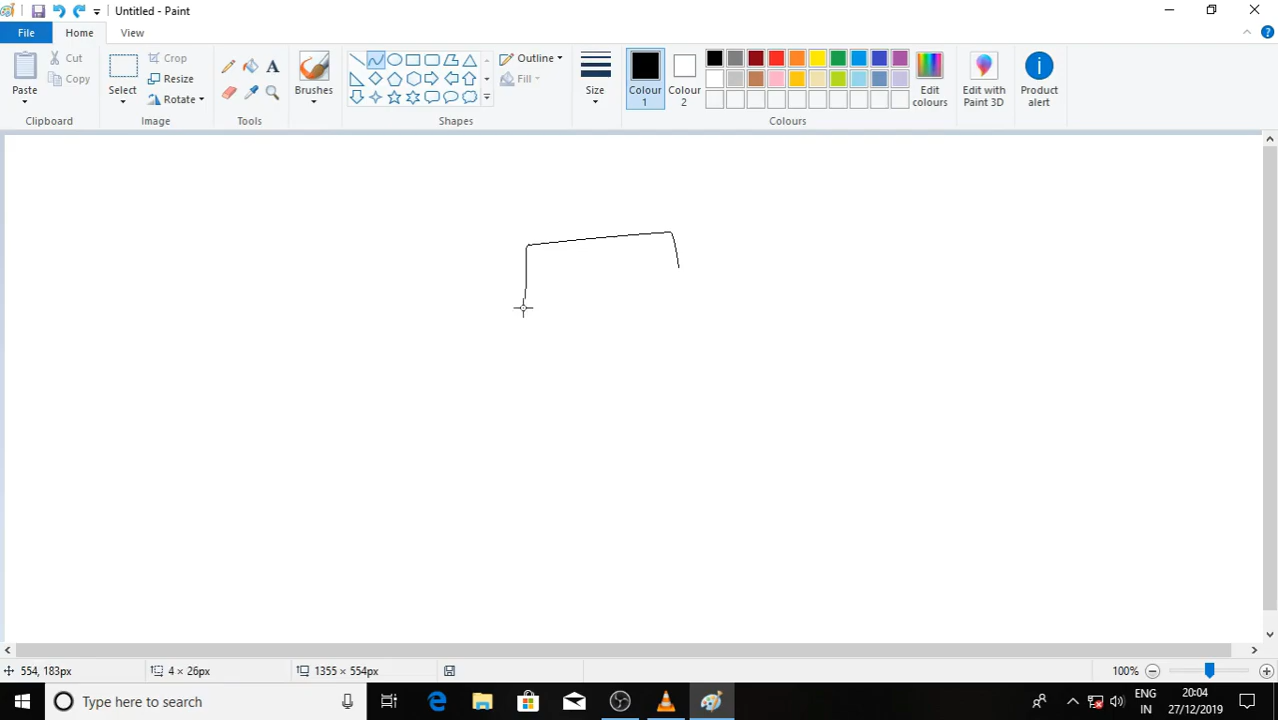 Untitled - Paint
File Home View
Paste
Cut
Copy
Clipboard
Select
Crop
Resize
Rotate
Image
A
Tools
Brushes
Outline
Fill
Shapes
Size
Colour 1
Colour 2
Edit colours
Colours
Edit with Paint 3D
Product alert
554, 183px 4 × 26px 1355 × 554px 100%
Type here to search
ENG
IN
20:04
27/12/2019